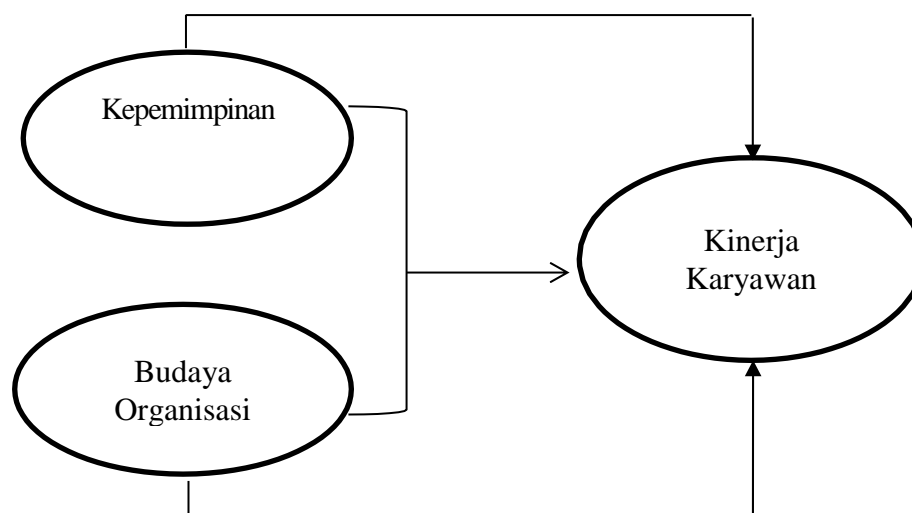 Kepemimpinan
Kinerja
Karyawan
Budaya
Organisasi